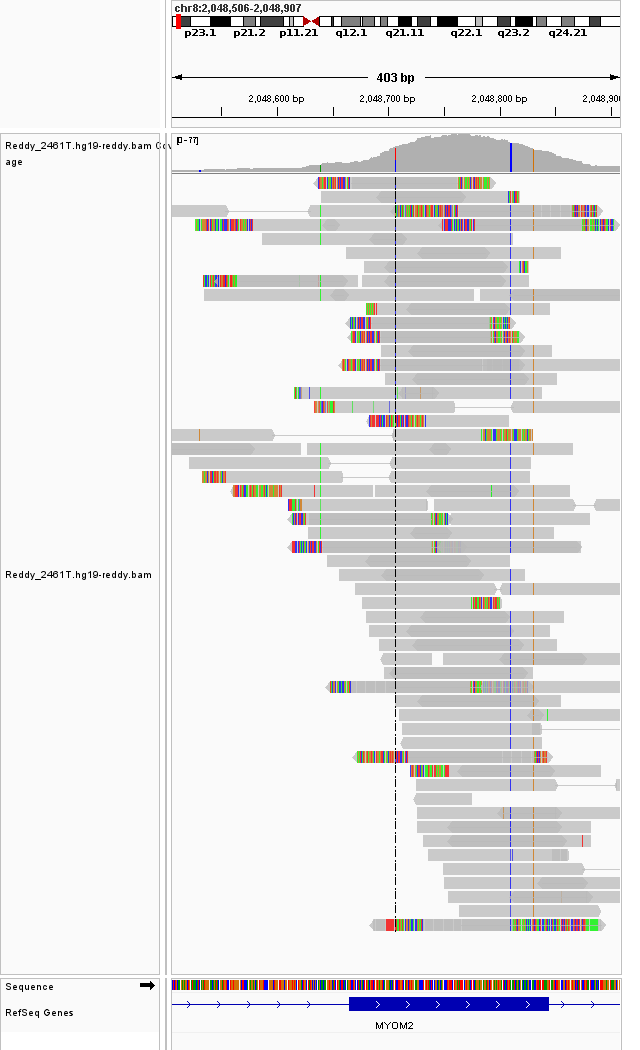 chr8:2,048,506-2,048,907
p23.1 p21.2 p11.21 q12.1 q21.11 q22.1 q23.2 q24.21
403 bp
2,048,600 bp 2,048,700 bp 2,048,800 bp 2,048,90
[0-77]
Reddy_2461T.hg19-reddy.bam Cov
age
Reddy_2461T.hg19-reddy.bam
Sequence
RefSeq Genes
MYOM2